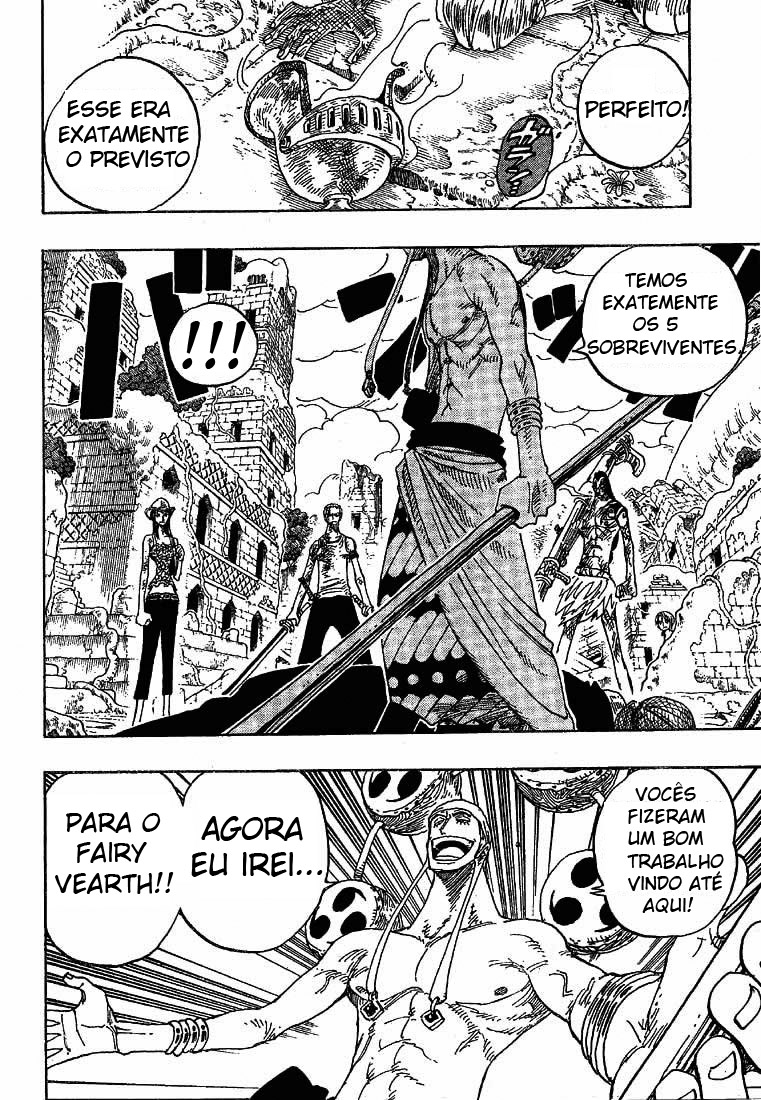 PERFEITO!
ESSE ERA
EXATAMENTE
O PREVISTO
TEMOS
EXATEMENTE
OS 5
SOBREVIVENTES...
!!!
VOCÊS
FIZERAM
UM BOM
TRABALHO
VINDO ATÉ
AQUI!
AGORA
EU IREI...
PARA O
FAIRY
VEARTH!!